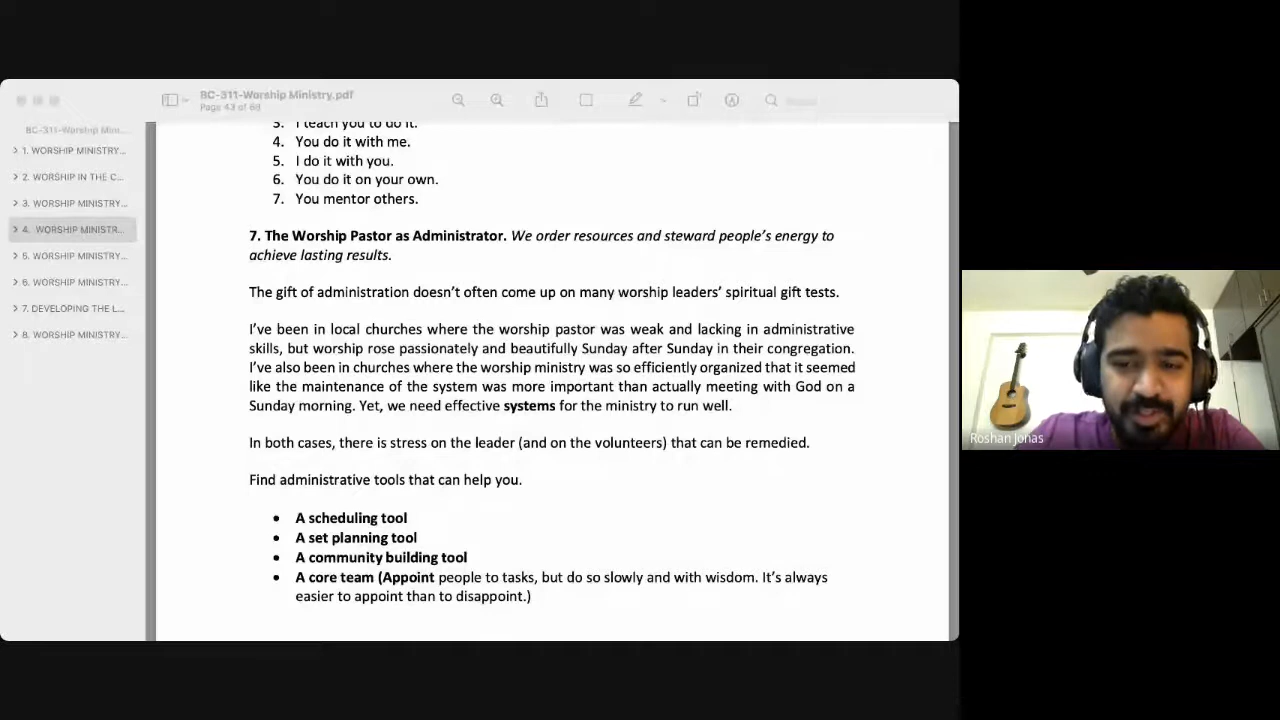 BC-311-Worship Ministry.pdf
Page 43 of 68
BC-311-Worship Min...
1. WORSHIP MINISTRY...
2. WORSHIP IN THE C...
3. WORSHIP MINISTRY...
4. WORSHIP MINISTR...
5. WORSHIP MINISTRY...
6. WORSHIP MINISTRY...
7. DEVELOPING THE L...
8. WORSHIP MINISTRY...
3. I teach you to do it.
4. You do it with me.
5. I do it with you.
6. You do it on your own.
7. You mentor others.
7. The Worship Pastor as Administrator. We order resources and steward people's energy to
achieve lasting results.
The gift of administration doesn't often come up on many worship leaders' spiritual gift tests.
I've been in local churches where the worship pastor was weak and lacking in administrative
skills, but worship rose passionately and beautifully Sunday after Sunday in their congregation.
I've also been in churches where the worship ministry was so efficiently organized that it seemed
like the maintenance of the system was more important than actually meeting with God on a
Sunday morning. Yet, we need effective systems for the ministry to run well.
In both cases, there is stress on the leader (and on the volunteers) that can be remedied.
Find administrative tools that can help you.
• A scheduling tool
• A set planning tool
• A community building tool
• A core team (Appoint people to tasks, but do so slowly and with wisdom. It's always
easier to appoint than to disappoint.)
Roshan Jonas